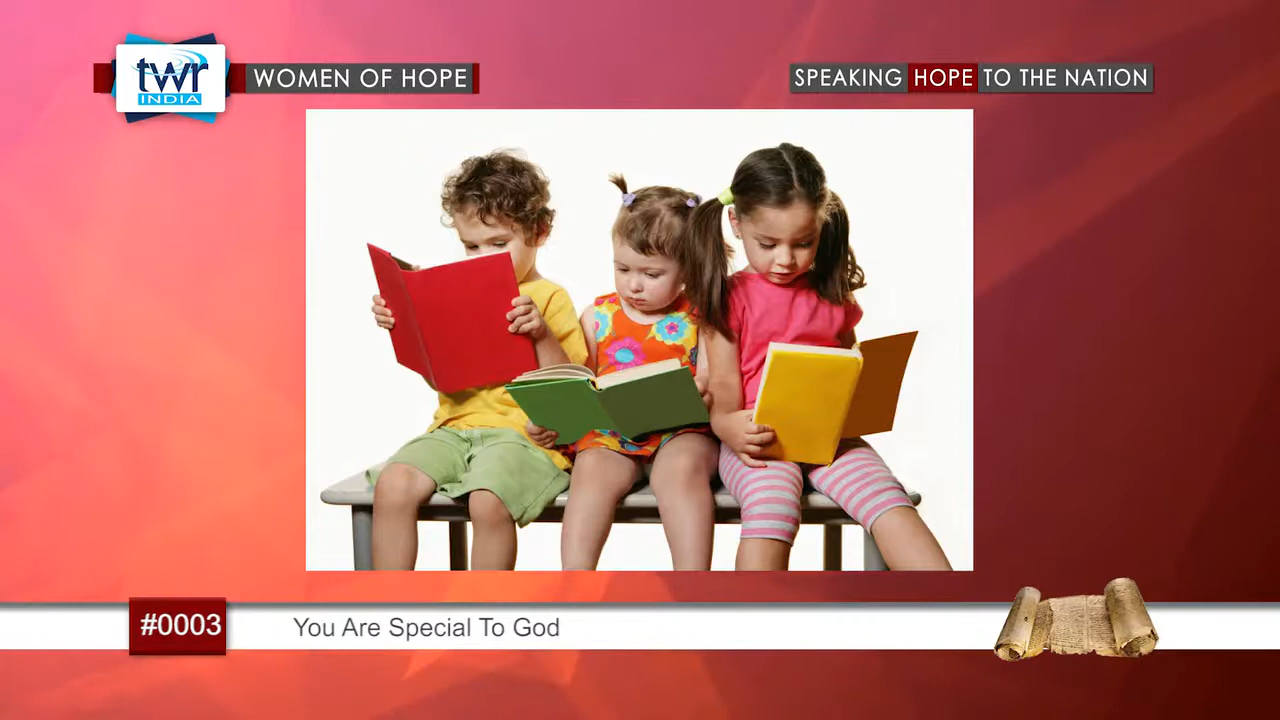 twr
INDIA
WOMEN OF HOPE
SPEAKING HOPE TO THE NATION
#0003
You Are Special To God